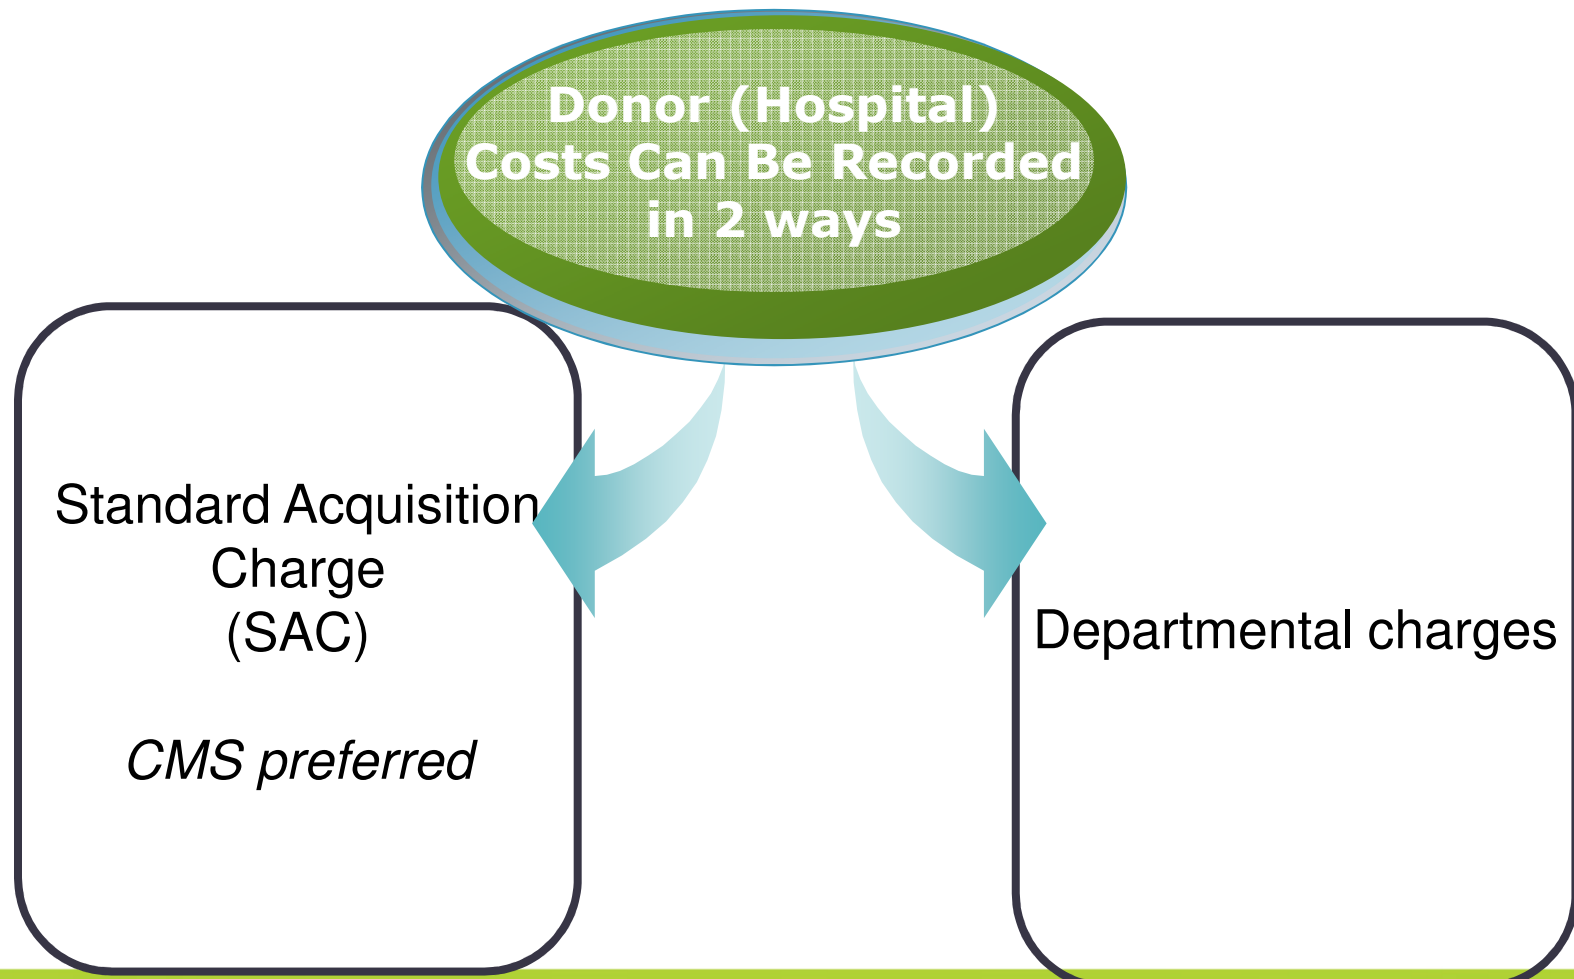 Donor (Hospital)
Costs Can Be Recorded
in 2 ways
Standard Acquisition
Charge
(SAC)
CMS preferred
Departmental charges